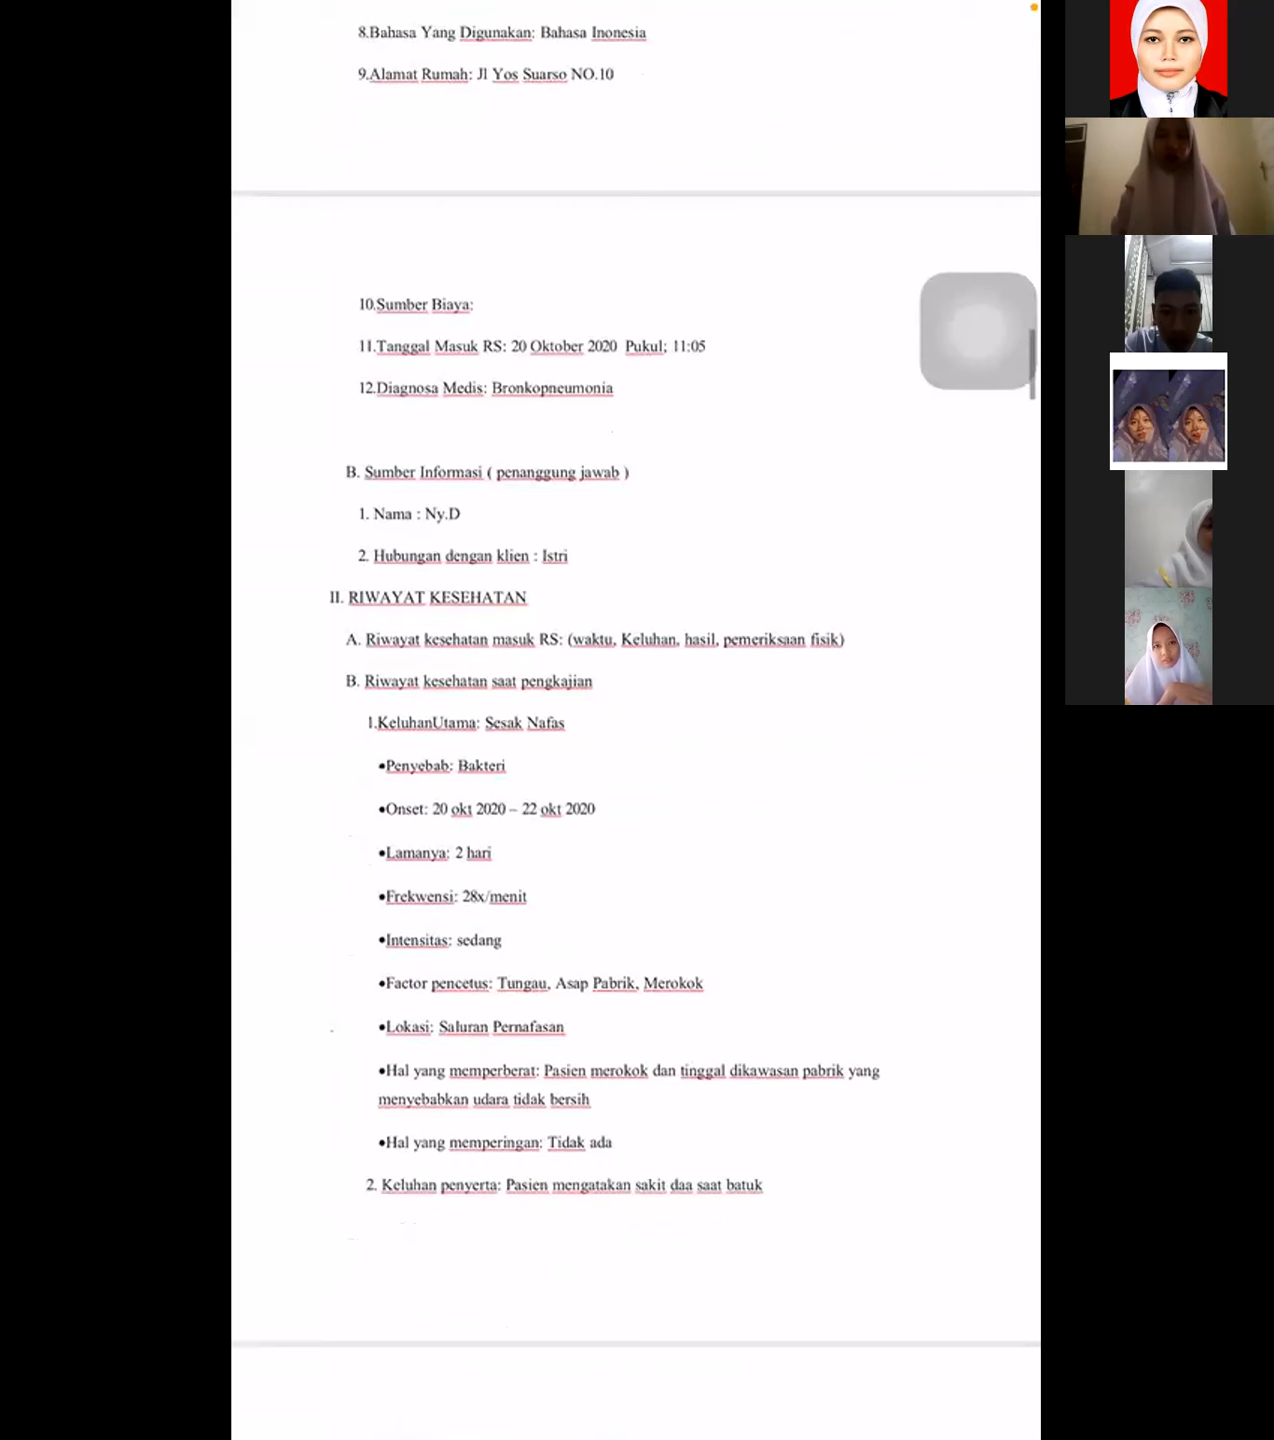 8.Bahasa Yang Digunakan: Bahasa Inonesia
9.Alamat Rumah: Jl Yos Suarso NO.10
10.Sumber Biaya:
11.Tanggal Masuk RS: 20 Oktober 2020 Pukul; 11:05
12.Diagnosa Medis: Bronkopneumonia
B. Sumber Informasi ( penanggung jawab )
1. Nama : Ny.D
2. Hubungan dengan klien : Istri
II. RIWAYAT KESEHATAN
A. Riwayat kesehatan masuk RS: (waktu, Keluhan, hasil, pemeriksaan fisik)
B. Riwayat kesehatan saat pengkajian
1.KeluhanUtama: Sesak Nafas
•Penyebab: Bakteri
•Onset: 20 okt 2020 – 22 okt 2020
•Lamanya: 2 hari
•Frekwensi: 28x/menit
•Intensitas: sedang
•Factor pencetus: Tungau, Asap Pabrik, Merokok
•Lokasi: Saluran Pernafasan
•Hal yang memperberat: Pasien merokok dan tinggal dikawasan pabrik yang
menyebabkan udara tidak bersih
•Hal yang memperingan: Tidak ada
2. Keluhan penyerta: Pasien mengatakan sakit daa saat batuk